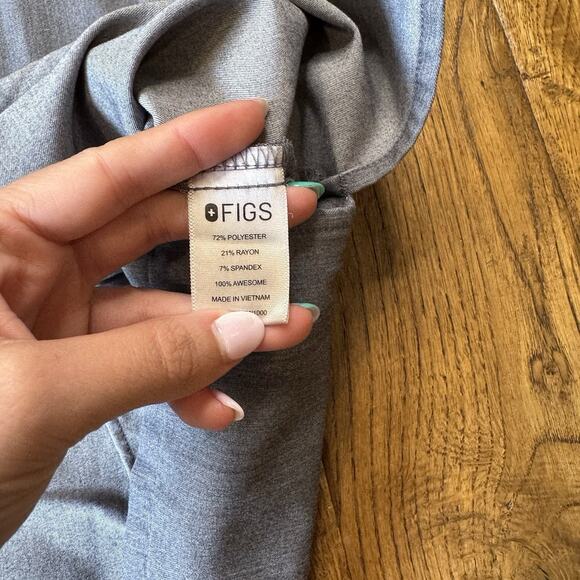 FIGS
72% POLYESTER
21% RAYON
7% SPANDEX
100% AWESOME
MADE IN VIETNAM